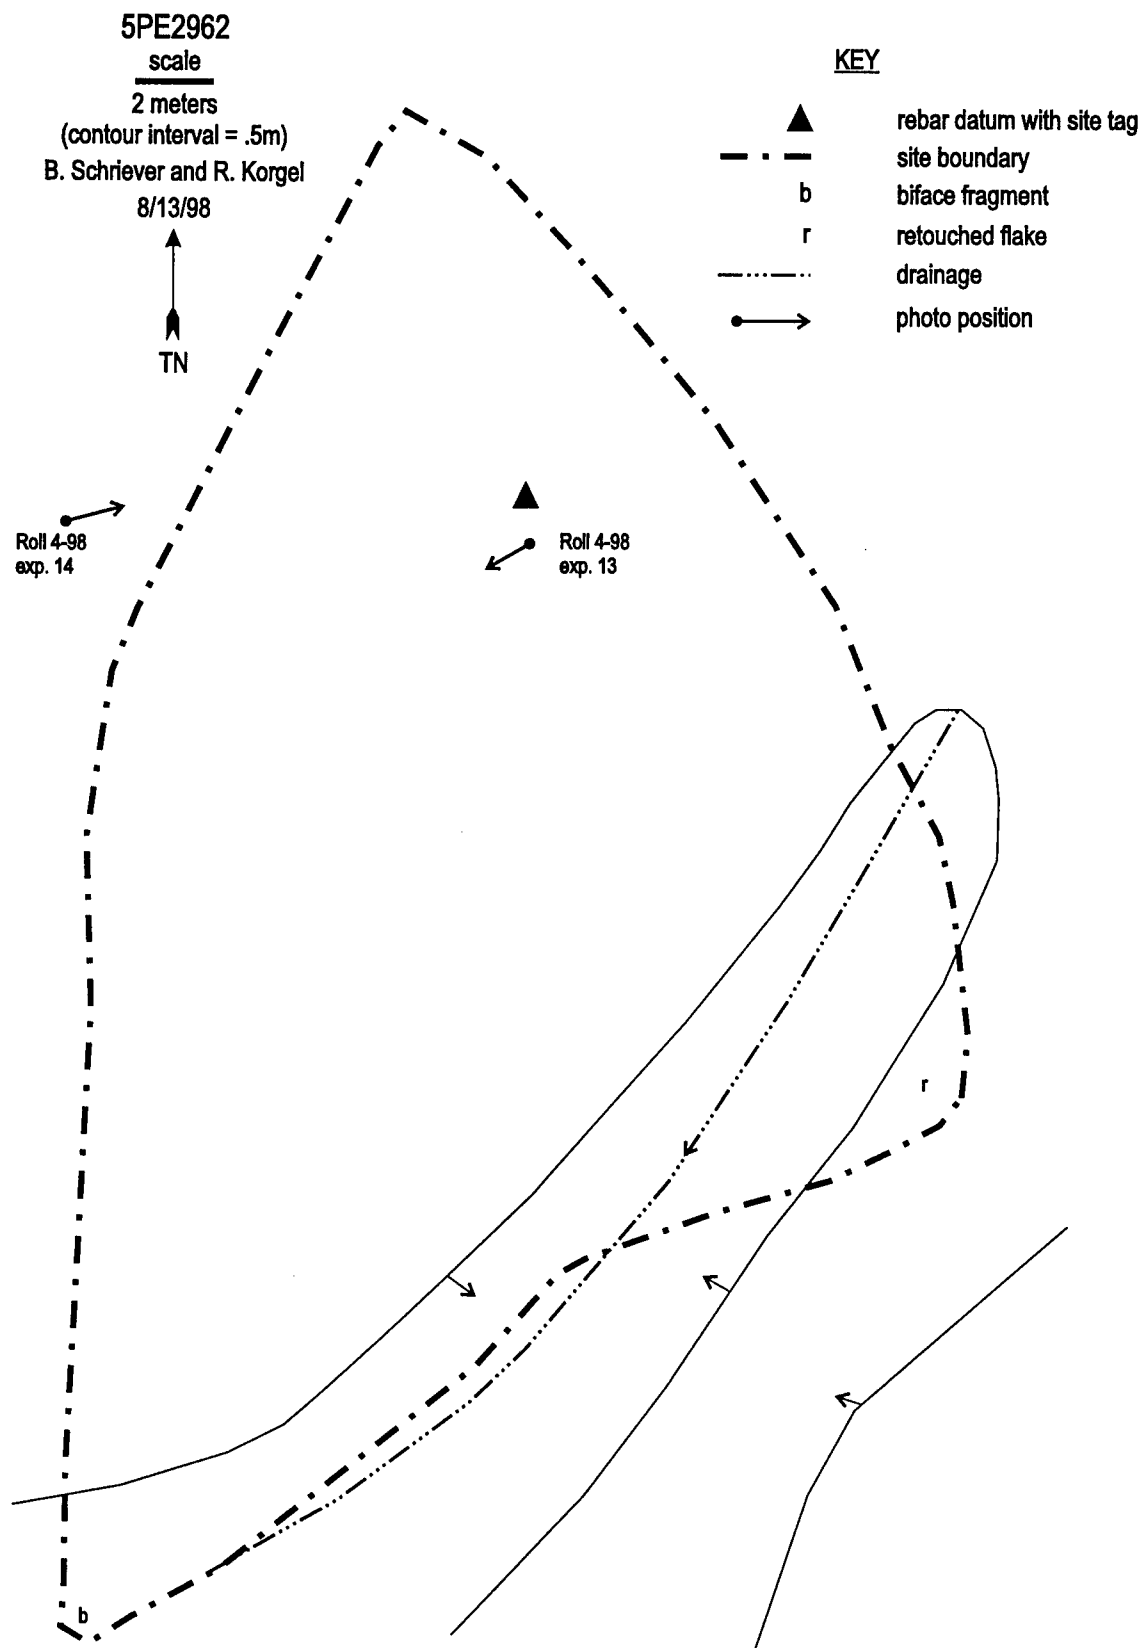 5PE2962
scale
2 meters
(contour interval = .5m)
B. Schriever and R. Korgel
8/13/98
TN
KEY
rebar datum with site tag
site boundary
b biface fragment
r retouched flake
drainage
photo position
Roll 4-98
exp. 14
Roll 4-98
exp. 13
r
b